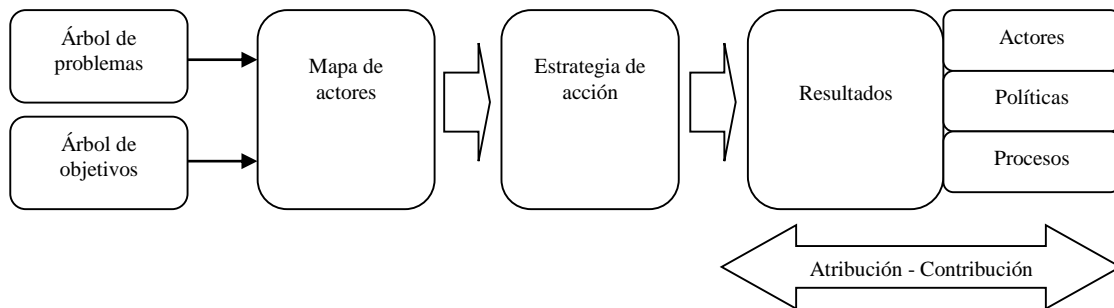 Árbol de
problemas
Árbol de
objetivos
Mapa de
actores
Estrategia de
acción
Resultados
Actores
Políticas
Procesos
Atribución - Contribución